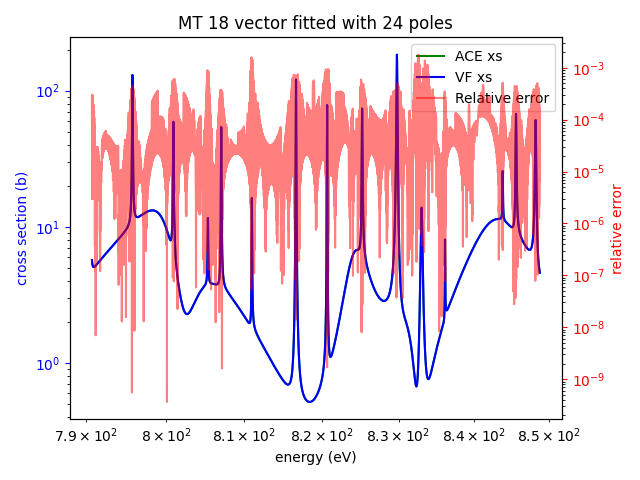 MT 18 vector fitted with 24 poles
ACE xs
VF xs
Relative error
cross section (b)
10²
10¹
10⁰
relative error
10⁻³
10⁻⁴
10⁻⁵
10⁻⁶
10⁻⁷
10⁻⁸
10⁻⁹
7.9 × 10² 8 × 10² 8.1 × 10² 8.2 × 10² 8.3 × 10² 8.4 × 10² 8.5 × 10²
energy (eV)